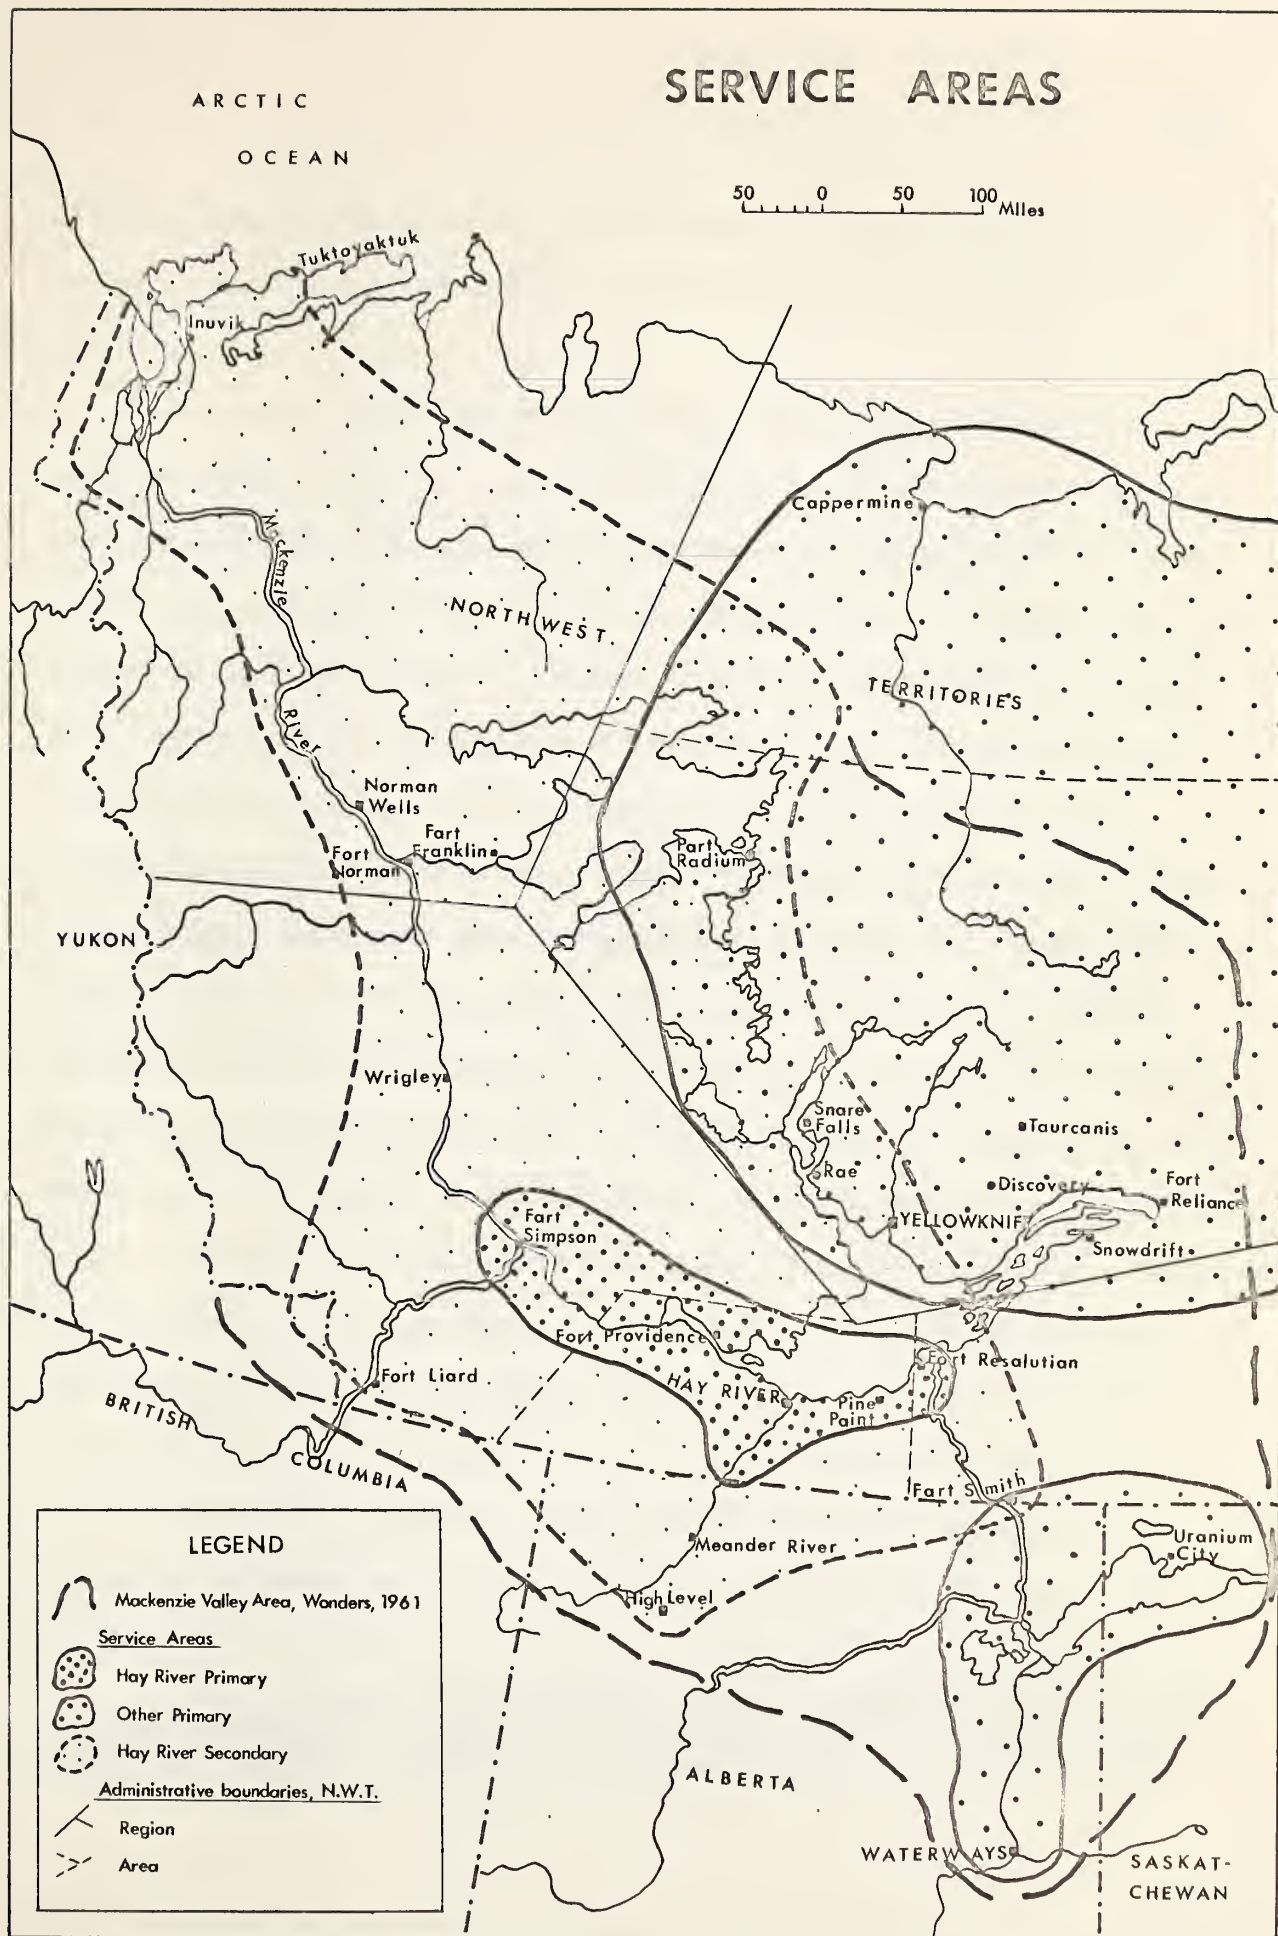 SERVICE AREAS
ARCTIC
OCEAN
50 0 50 100 Miles
Tuktoyaktuk
Inuvik
Mackenzie
River
NORTHWEST
TERRITORIES
Cappermine
Norman
Wells
Fart
Franklin
Fort
Norman
Part
Radium
YUKON
Wrigley
Snare
Falls
Rae
Taurcanis
Discovery
Fort
Reliance
YELLOWKNIF
Snowdrift
Fart
Simpson
Fort Providence
Fort Resalutian
HAY RIVER
Pine
Paint
Fort Liard
BRITISH
COLUMBIA
Fart Smith
Meander River
High Level
Uranium
City
ALBERTA
WATERWAYS
SASKAT-
CHEWAN
LEGEND
Mackenzie Valley Area, Wonders, 1961
Service Areas
Hay River Primary
Other Primary
Hay River Secondary
Administrative boundaries, N.W.T.
Region
Area